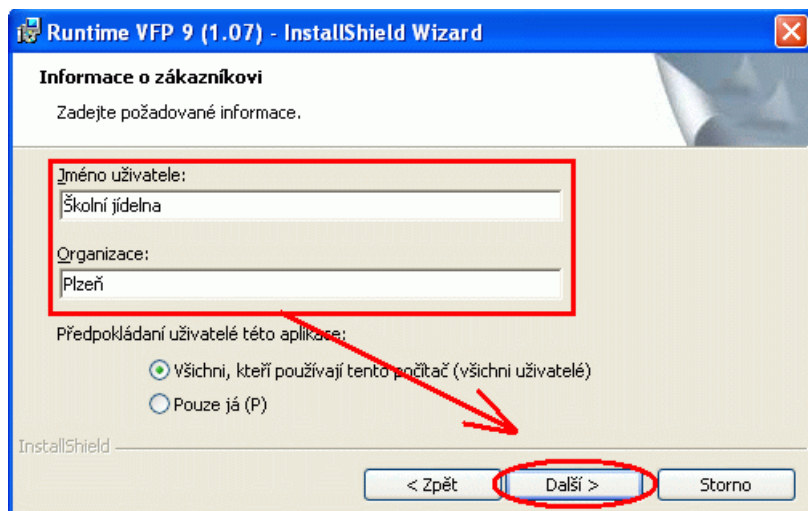 Runtime VFP 9 (1.07) - InstallShield Wizard
Informace o zákazníkovi
Zadejte požadované informace.
Jméno uživatele:
Školní jídelna
Organizace:
Plzeň
Předpokládaní uživatelé této aplikace:
Všichni, kteří používají tento počítač (všichni uživatelé)
Pouze já (P)
InstallShield
< Zpět Další > Storno